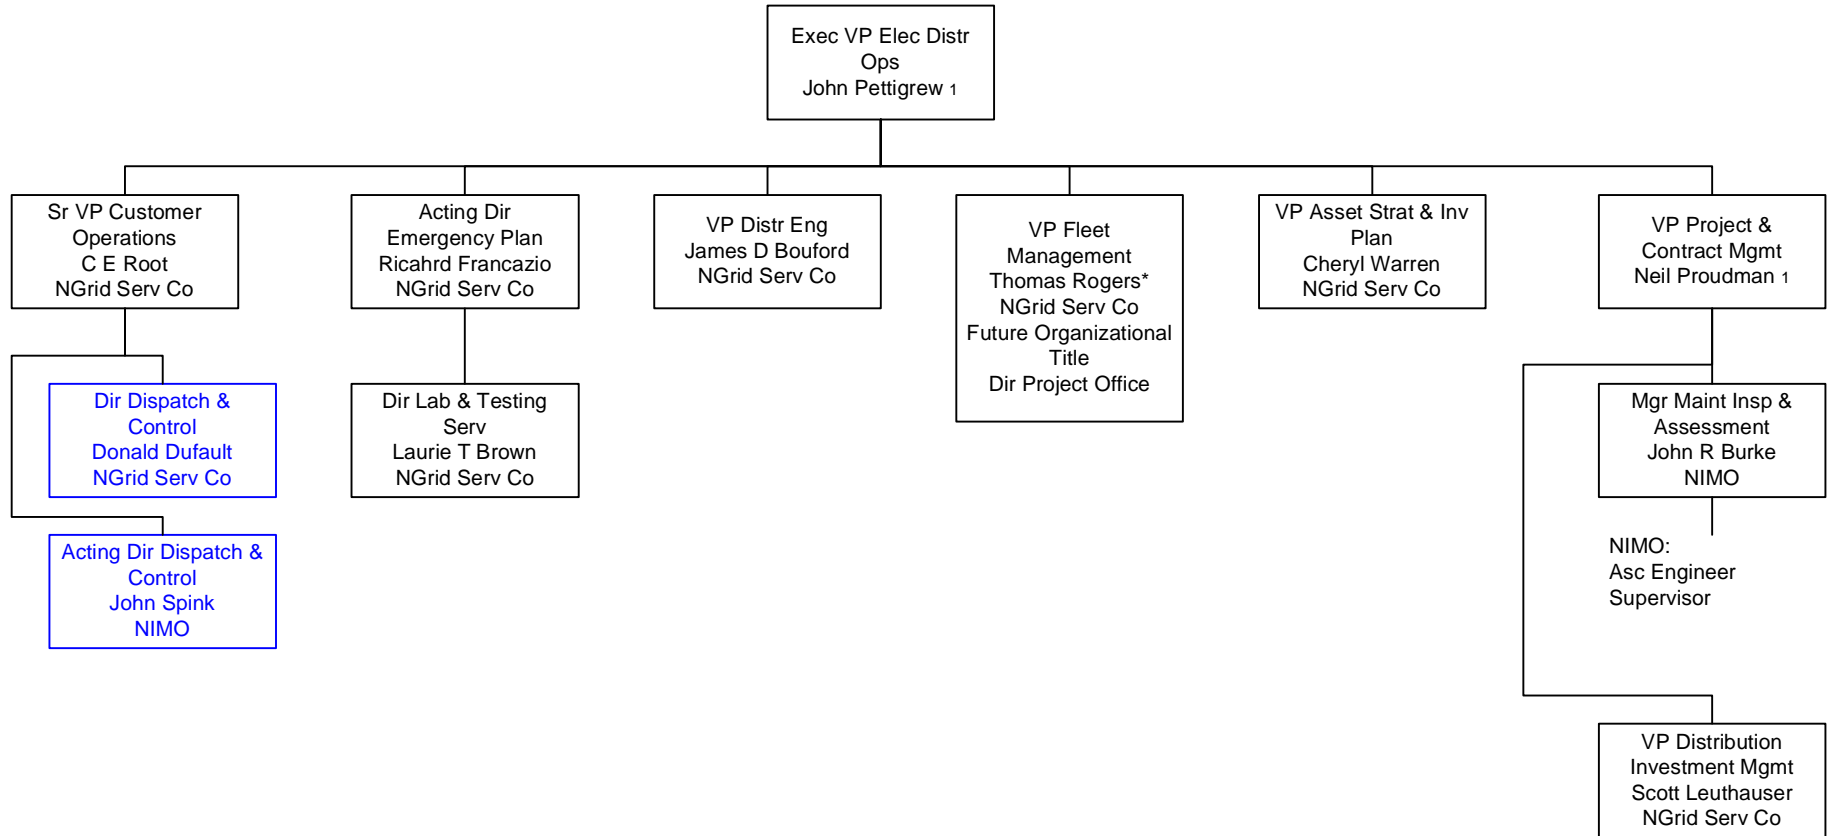 Exec VP Elec Distr
Ops
John Pettigrew 1
Sr VP Customer
Operations
C E Root
NGrid Serv Co
Acting Dir
Emergency Plan
Ricahrd Francazio
NGrid Serv Co
VP Distr Eng
James D Bouford
NGrid Serv Co
VP Fleet
Management
Thomas Rogers*
NGrid Serv Co
Future Organizational
Title
Dir Project Office
VP Asset Strat & Inv
Plan
Cheryl Warren
NGrid Serv Co
VP Project &
Contract Mgmt
Neil Proudman 1
Dir Dispatch &
Control
Donald Dufault
NGrid Serv Co
Dir Lab & Testing
Serv
Laurie T Brown
NGrid Serv Co
Mgr Maint Insp &
Assessment
John R Burke
NIMO
Acting Dir Dispatch &
Control
John Spink
NIMO
NIMO:
Asc Engineer
Supervisor
VP Distribution
Investment Mgmt
Scott Leuthauser
NGrid Serv Co